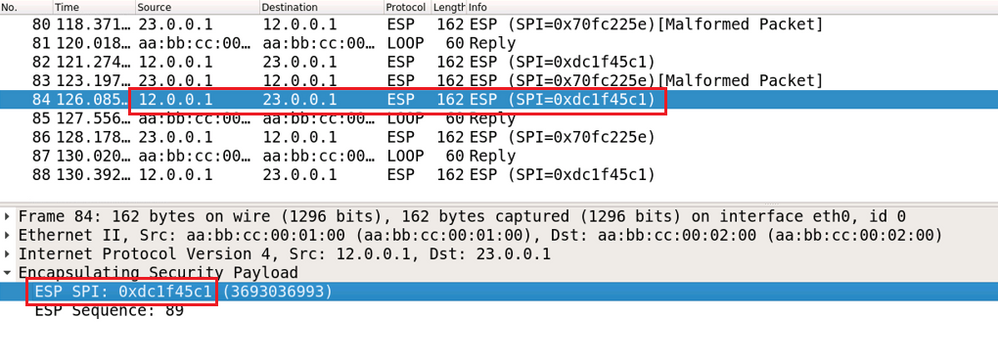 No. Time Source Destination Protocol Length Info
80 118.371… 23.0.0.1 12.0.0.1 ESP 162 ESP (SPI=0x70fc225e)[Malformed Packet]
81 120.018… aa:bb:cc:00… aa:bb:cc:00… LOOP 60 Reply
82 121.274… 12.0.0.1 23.0.0.1 ESP 162 ESP (SPI=0xdc1f45c1)
83 123.197… 23.0.0.1 12.0.0.1 ESP 162 ESP (SPI=0x70fc225e)[Malformed Packet]
84 126.085… 12.0.0.1 23.0.0.1 ESP 162 ESP (SPI=0xdc1f45c1)
85 127.556… aa:bb:cc:00… aa:bb:cc:00… LOOP 60 Reply
86 128.178… 23.0.0.1 12.0.0.1 ESP 162 ESP (SPI=0x70fc225e)
87 130.020… aa:bb:cc:00… aa:bb:cc:00… LOOP 60 Reply
88 130.392… 12.0.0.1 23.0.0.1 ESP 162 ESP (SPI=0xdc1f45c1)
Frame 84: 162 bytes on wire (1296 bits), 162 bytes captured (1296 bits) on interface eth0, id 0
Ethernet II, Src: aa:bb:cc:00:01:00 (aa:bb:cc:00:01:00), Dst: aa:bb:cc:00:02:00 (aa:bb:cc:00:02:00)
Internet Protocol Version 4, Src: 12.0.0.1, Dst: 23.0.0.1
Encapsulating Security Payload
ESP SPI: 0xdc1f45c1 (3693036993)
ESP Sequence: 89